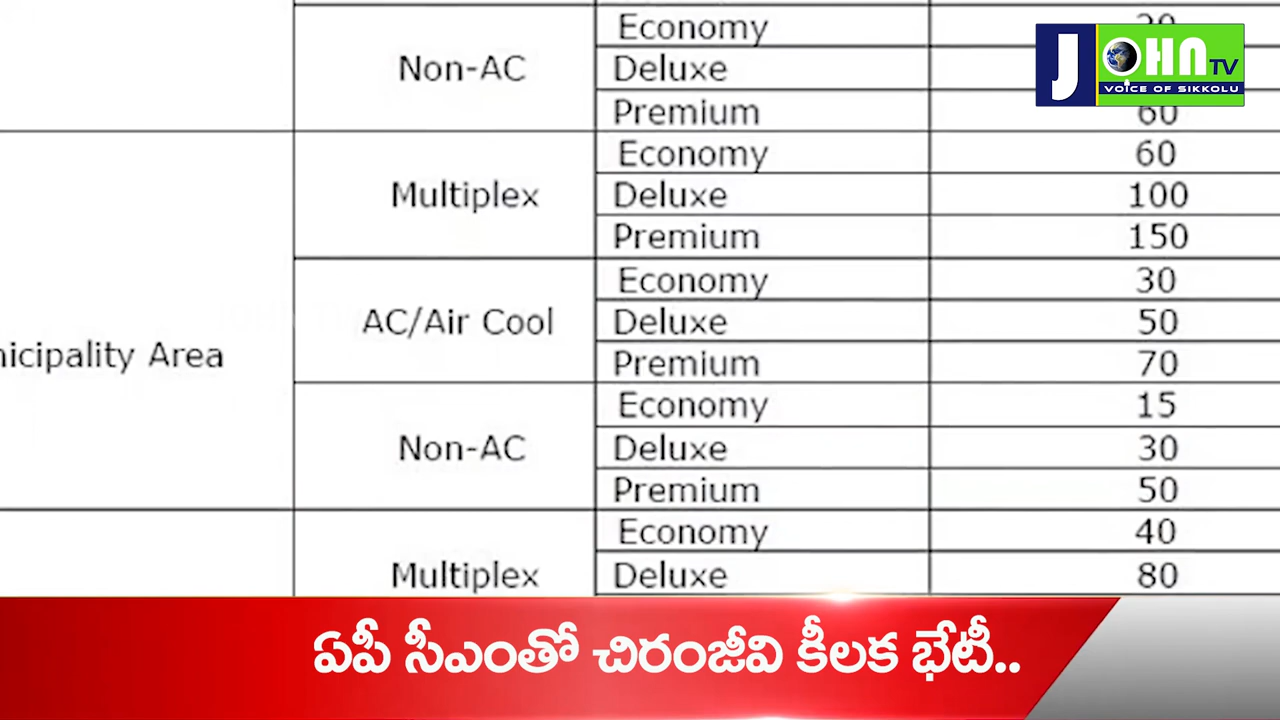 Economy
Non-AC
Deluxe
Premium 60
JOHN TV
VOICE OF SIKKOLU
Economy 60
Multiplex
Deluxe 100
Premium 150
Economy 30
AC/Air Cool
Deluxe 50
Area
Premium 70
Economy 15
Non-AC
Deluxe 30
Premium 50
Economy 40
Multiplex
Deluxe 80
ఏపీ సీఎంతో చిరంజీవి కీలక భేటీ..